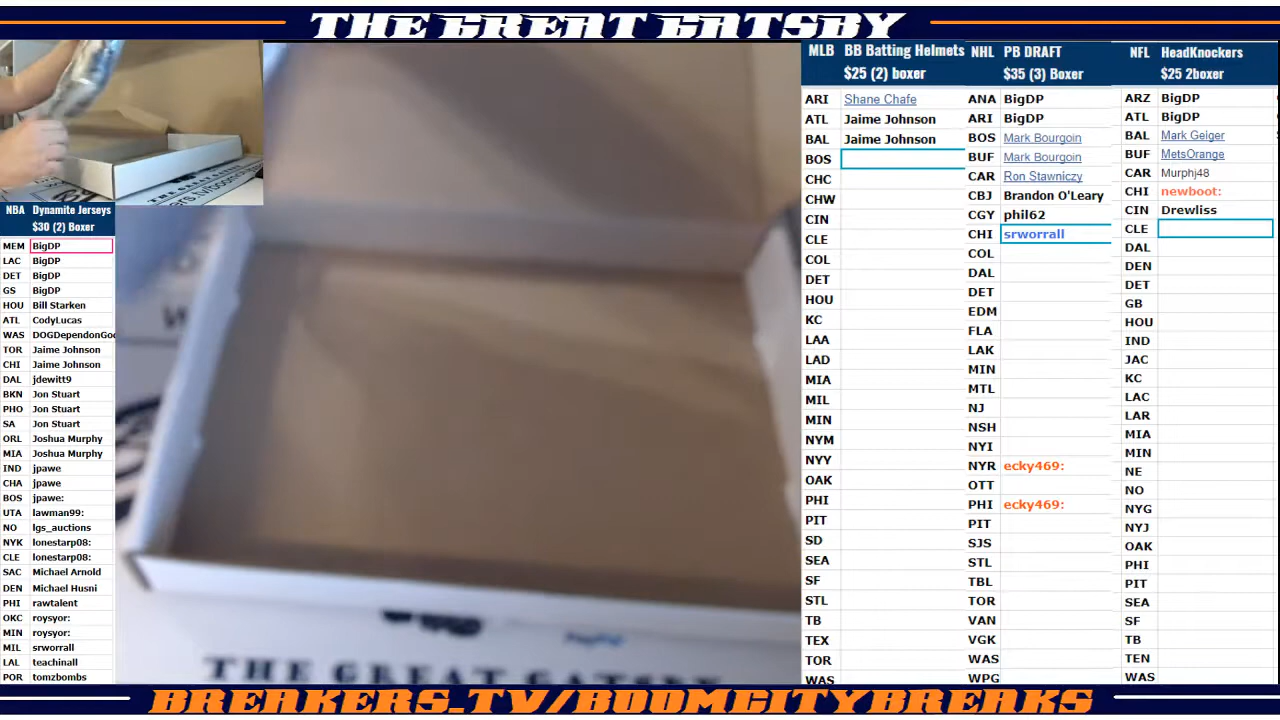 THE GREAT GATSBY
NBA Dynamite Jerseys
$30 (2) Boxer
MEM BigDP
LAC BigDP
DET BigDP
GS BigDP
HOU Bill Starken
ATL CodyLucas
WAS DOGDependonGod
TOR Jaime Johnson
CHI Jaime Johnson
DAL jdewitt9
BKN Jon Stuart
PHO Jon Stuart
SA Jon Stuart
ORL Joshua Murphy
MIA Joshua Murphy
IND jpawe
CHA jpawe
BOS jpawe:
UTA lawman99:
NO lgs_auctions
NYK lonestarp08:
CLE lonestarp08:
SAC Michael Arnold
DEN Michael Husni
PHI rawtalent
OKC roysyor:
MIN roysyor:
MIL srworrall
LAL teachinall
POR tomzbombs
THE GREAT GATSBY
MLB BB Batting Helmets
$25 (2) boxer
ARI Shane Chafe
ATL Jaime Johnson
BAL Jaime Johnson
BOS
CHC
CHW
CIN
CLE
COL
DET
HOU
KC
LAA
LAD
MIA
MIL
MIN
NYM
NYY
OAK
PHI
PIT
SD
SEA
SF
STL
TB
TEX
TOR
WAS
NHL PB DRAFT
$35 (3) Boxer
ANA BigDP
ARI BigDP
BOS Mark Bourgoin
BUF Mark Bourgoin
CAR Ron Stawniczy
CBJ Brandon O'Leary
CGY phil62
CHI srworrall
COL
DAL
DET
EDM
FLA
LAK
MIN
MTL
NJ
NSH
NYI
NYR ecky469:
OTT
PHI ecky469:
PIT
SJS
STL
TBL
TOR
VAN
VGK
WAS
WPG
NFL HeadKnockers
$25 2boxer
ARZ BigDP
ATL BigDP
BAL Mark Geiger
BUF MetsOrange
CAR Murphj48
CHI newboot:
CIN Drewliss
CLE
DAL
DEN
DET
GB
HOU
IND
JAC
KC
LAC
LAR
MIA
MIN
NE
NO
NYG
NYJ
OAK
PHI
PIT
SEA
SF
TB
TEN
WAS
BREAKERS.TV/BOOMCITYBREAKS